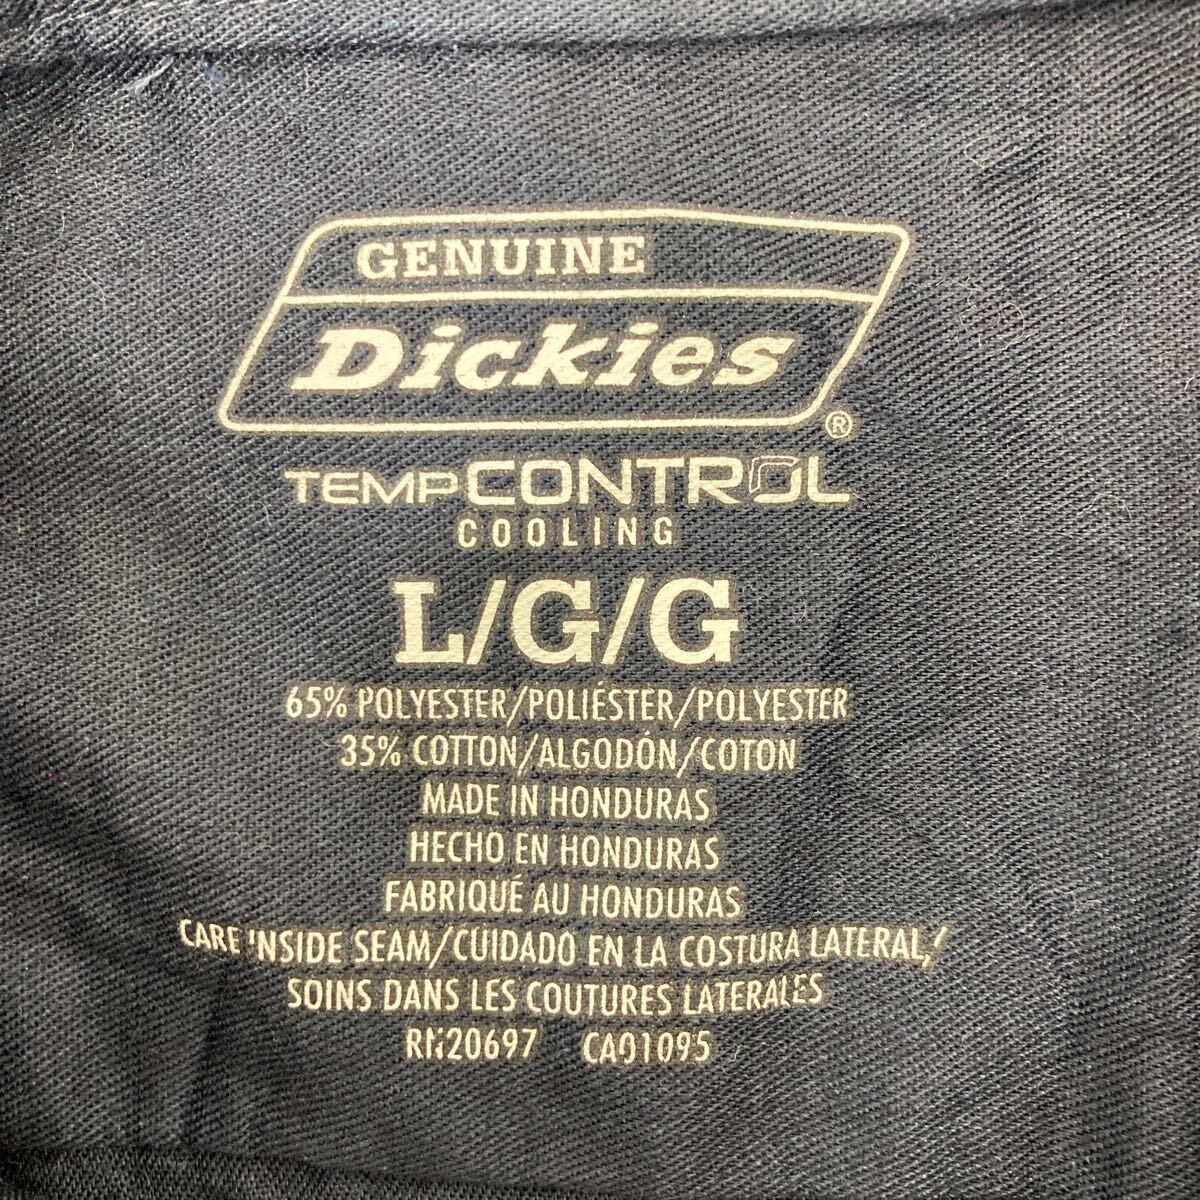 GENUINE
Dickies®
TEMPCONTROL
COOLING
L/G/G
65% POLYESTER/POLIÉSTER/POLYESTER
35% COTTON/ALGODÓN/COTON
MADE IN HONDURAS
HECHO EN HONDURAS
FABRIQUÉ AU HONDURAS
CARE INSIDE SEAM/CUIDADO EN LA COSTURA LATERAL/
SOINS DANS LES COUTURES LATERALES
RN20697 CA01095